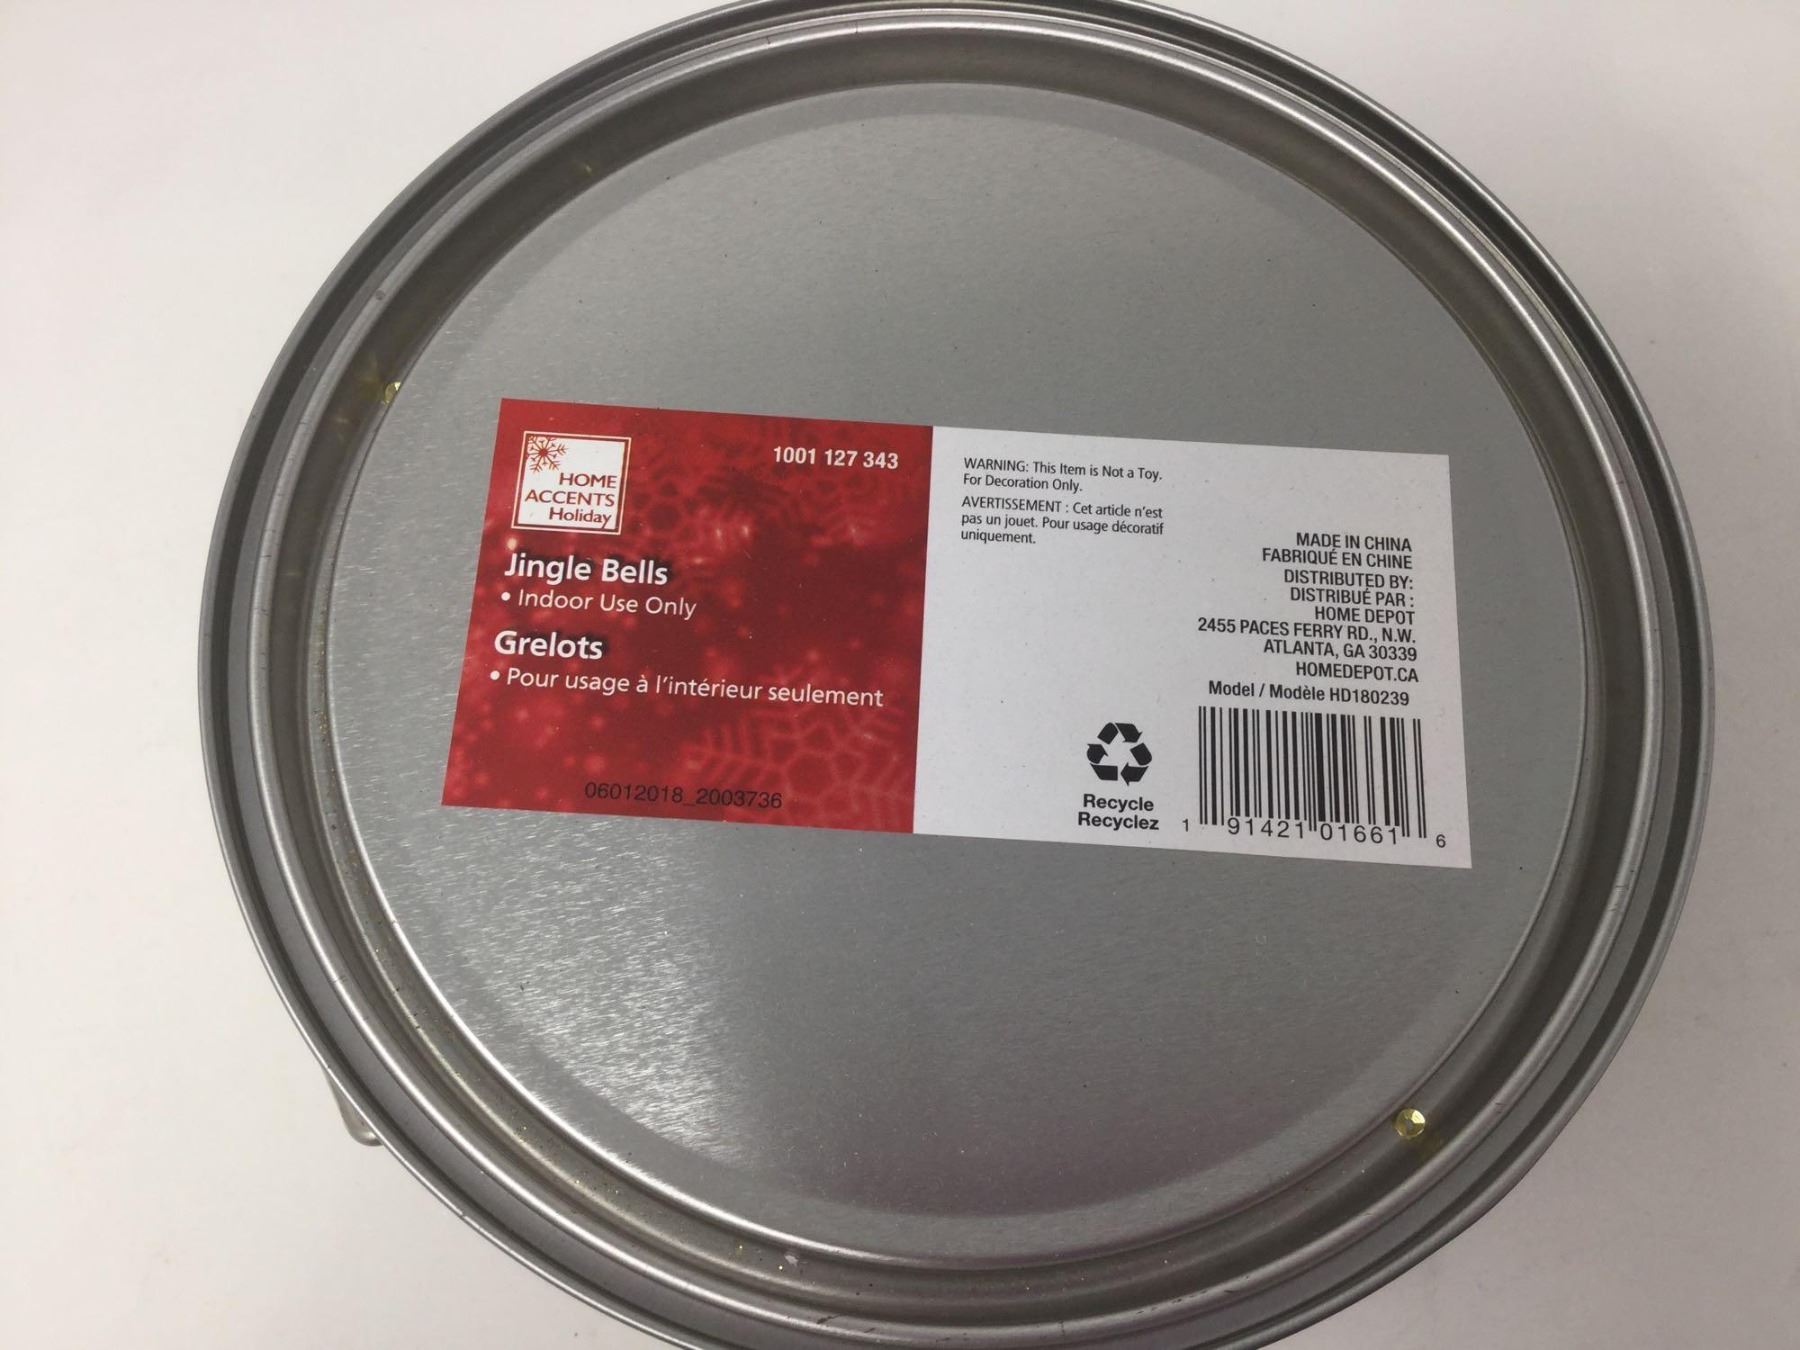 HOME
ACCENTS
Holiday
1001 127 343
Jingle Bells
• Indoor Use Only
Grelots
• Pour usage à l'intérieur seulement
06012018_2003736
WARNING: This Item is Not a Toy.
For Decoration Only.
AVERTISSEMENT : Cet article n'est
pas un jouet. Pour usage décoratif
uniquement.
MADE IN CHINA
FABRIQUÉ EN CHINE
DISTRIBUTED BY:
DISTRIBUÉ PAR :
HOME DEPOT
2455 PACES FERRY RD., N.W.
ATLANTA, GA 30339
HOMEDEPOT.CA
Model / Modèle HD180239
Recycle
Recyclez
1 91421 01661 6